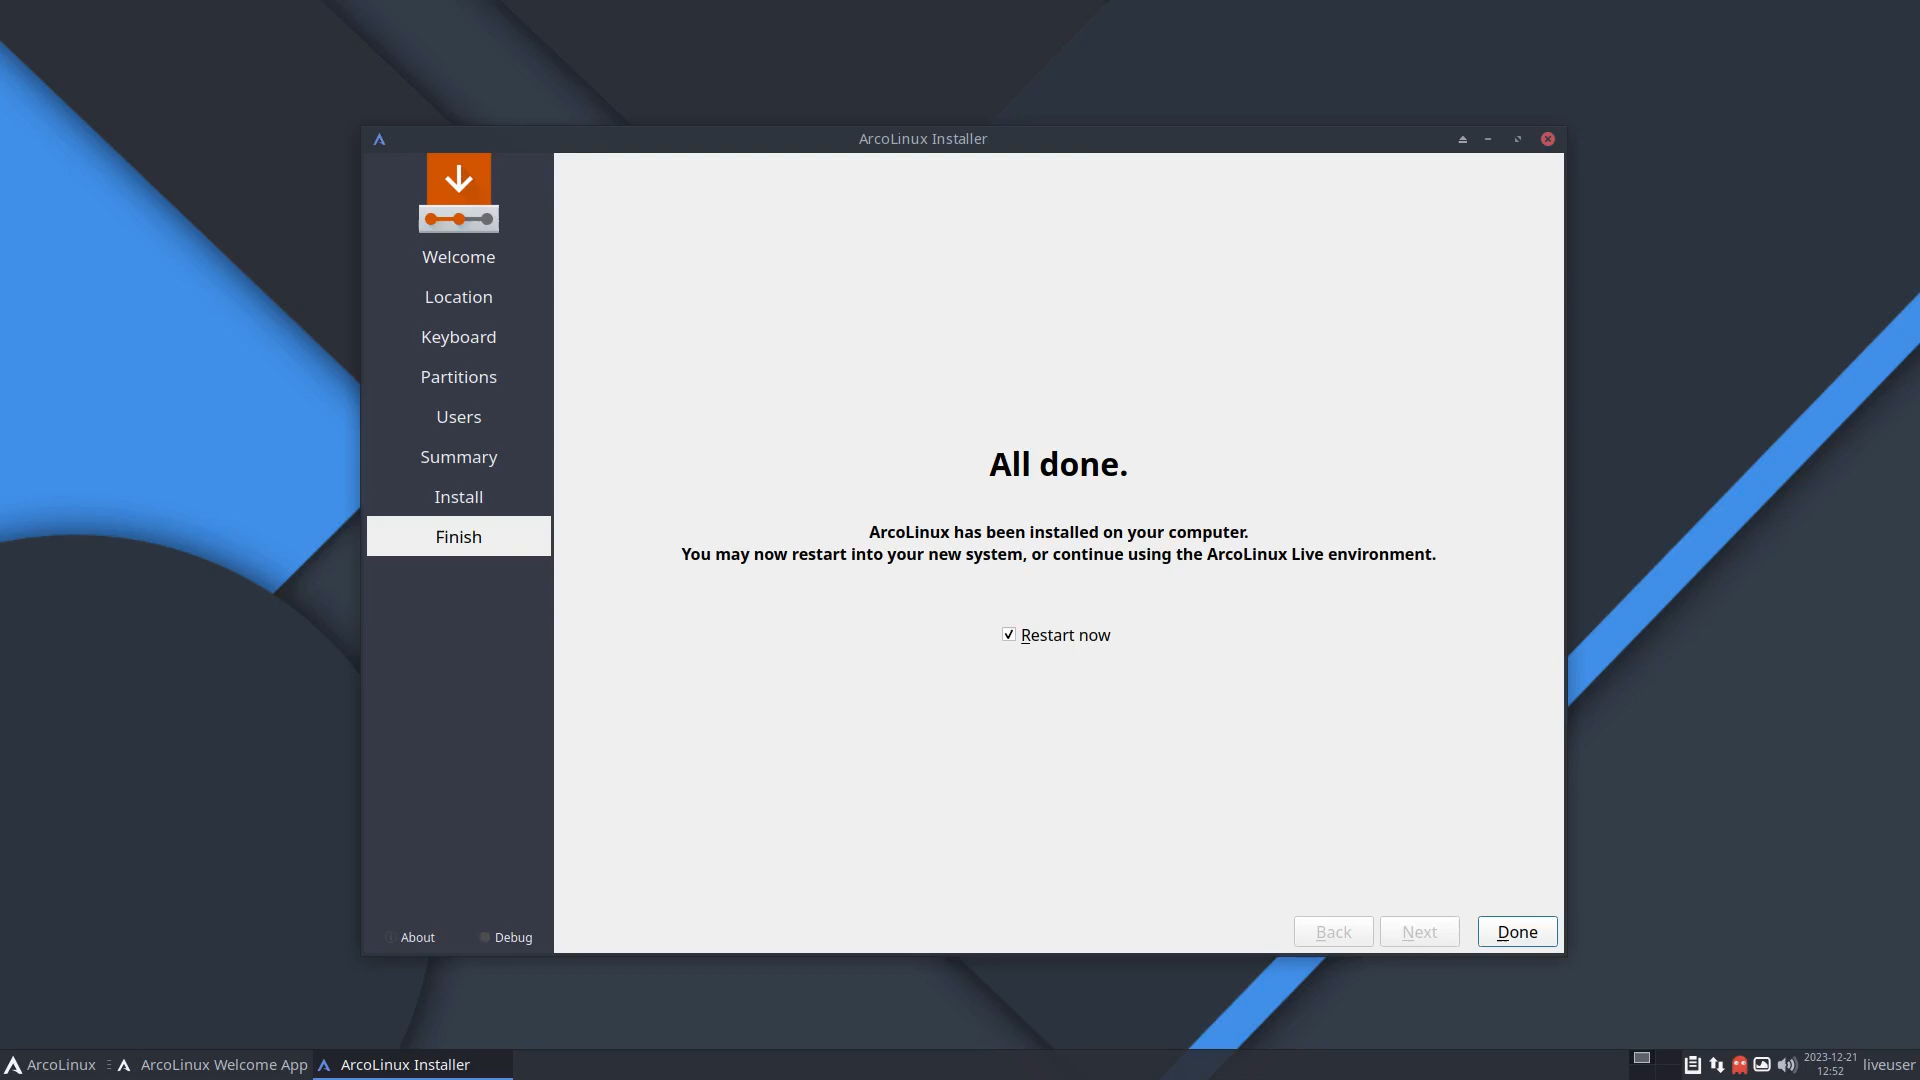 ArcoLinux Installer
Welcome
Location
Keyboard
Partitions
Users
Summary
Install
Finish
About
Debug
All done.
ArcoLinux has been installed on your computer.
You may now restart into your new system, or continue using the ArcoLinux Live environment.
Restart now
Back
Next
Done
ArcoLinux
ArcoLinux Welcome App
ArcoLinux Installer
2023-12-21
12:52
liveuser